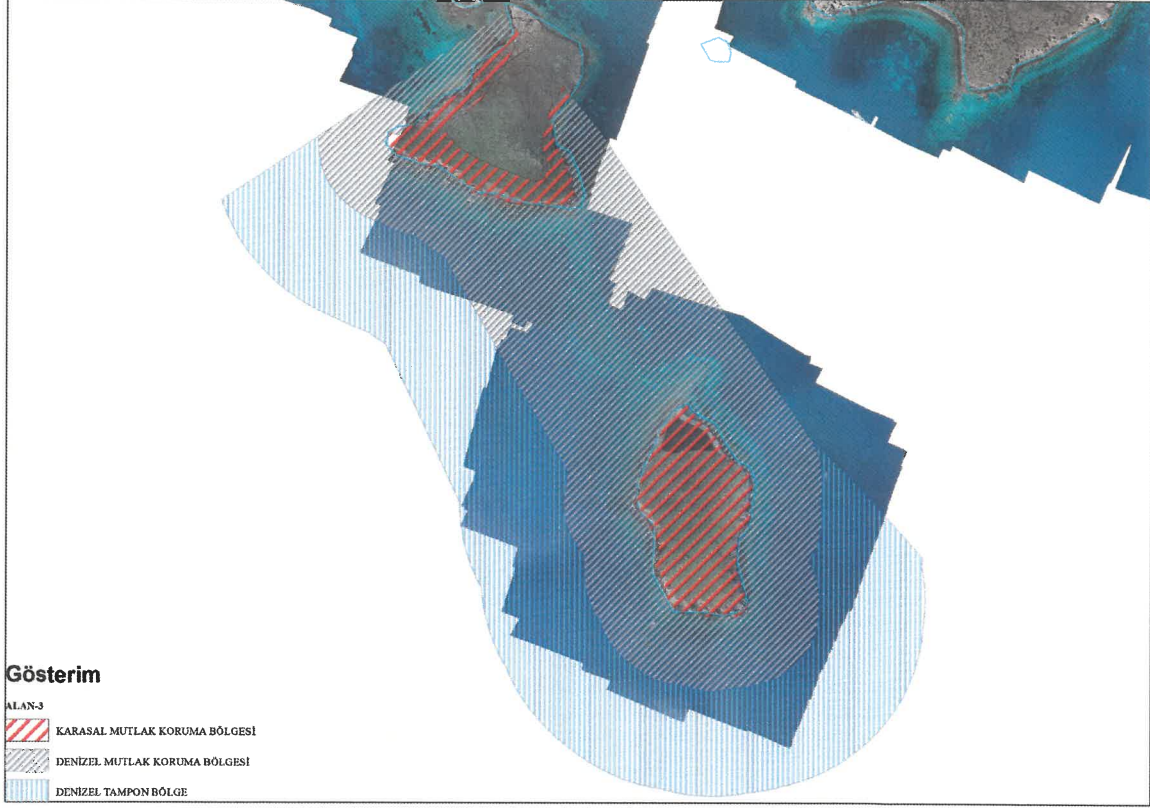 Gösterim
ALAN-3
KARASAL MUTLAK KORUMA BÖLGESİ
DENİZEL MUTLAK KORUMA BÖLGESİ
DENİZEL TAMPON BÖLGE